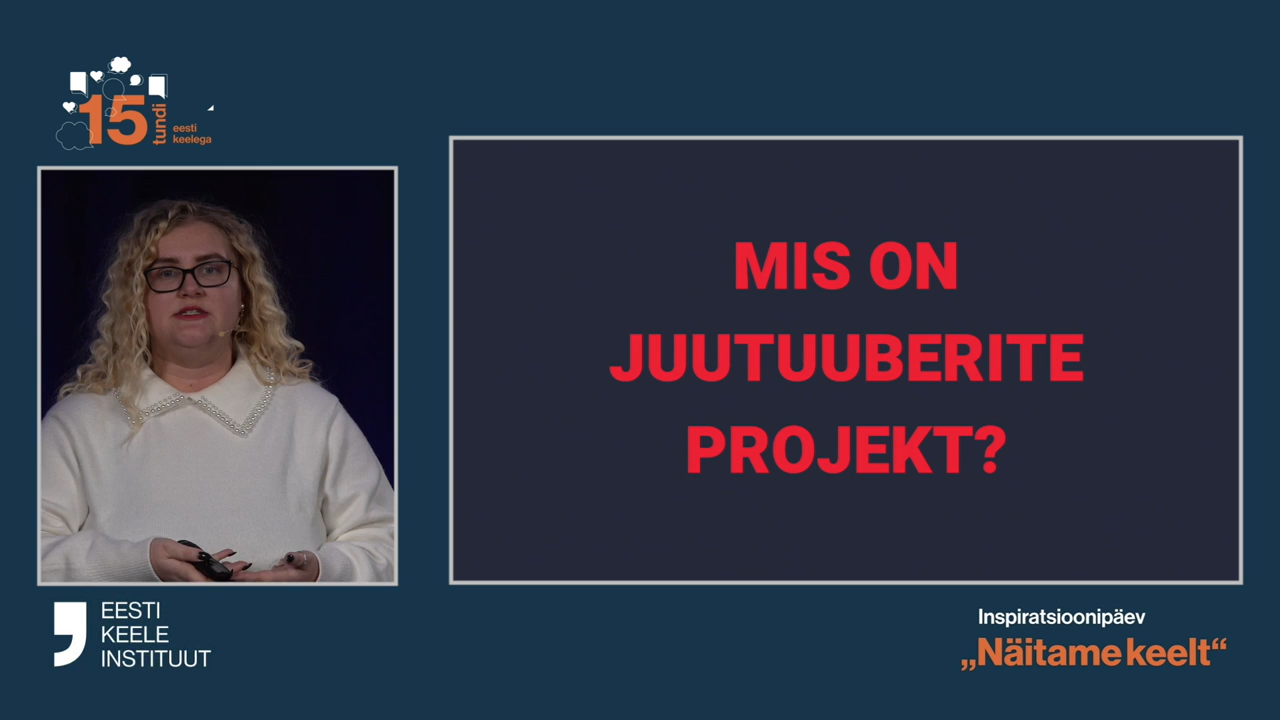 15
tundi
eesti
keelega
MIS ON
JUUTUUBERITE
PROJEKT?
EESTI
KEELE
INSTITUUT
Inspiratsioonipäev
„Näitame keelt“